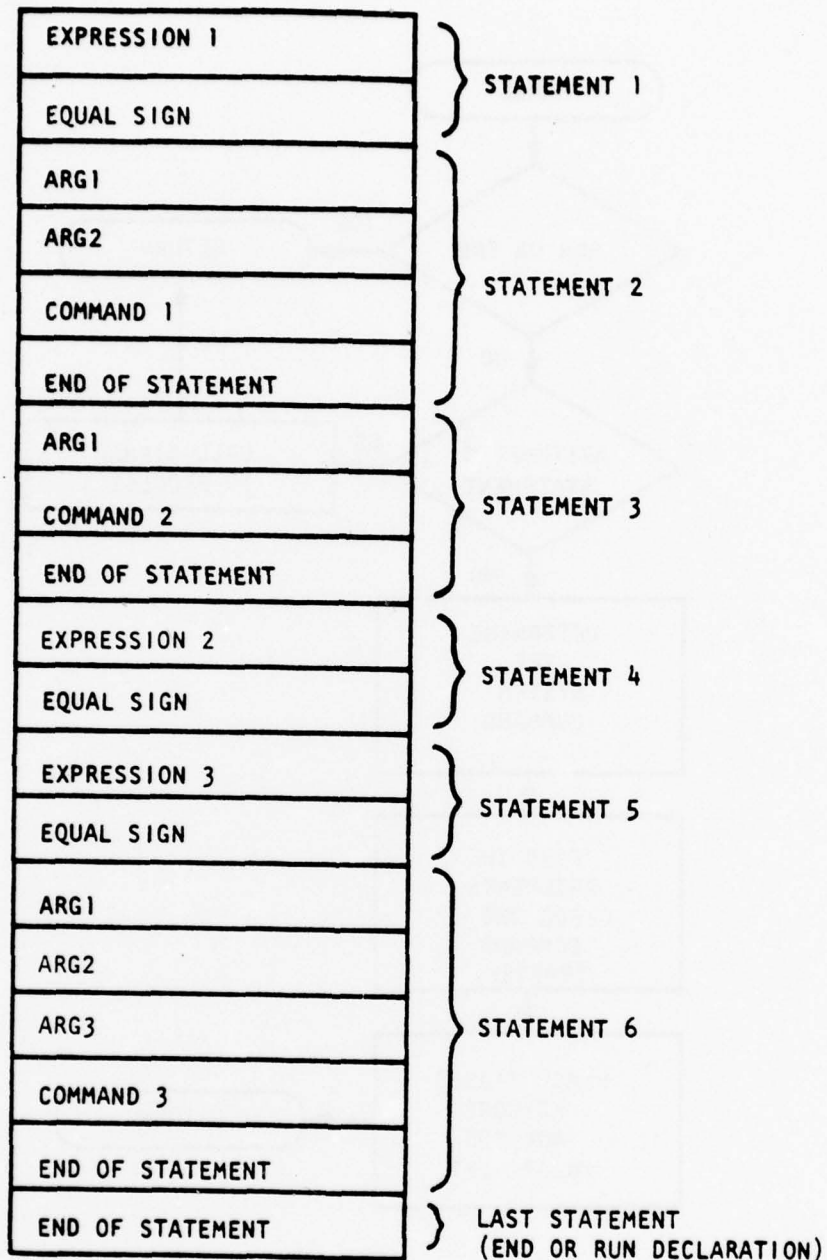 EXPRESSION 1
EQUAL SIGN
STATEMENT 1
ARG1
ARG2
COMMAND 1
END OF STATEMENT
STATEMENT 2
ARG1
COMMAND 2
END OF STATEMENT
STATEMENT 3
EXPRESSION 2
EQUAL SIGN
STATEMENT 4
EXPRESSION 3
EQUAL SIGN
STATEMENT 5
ARG1
ARG2
ARG3
COMMAND 3
END OF STATEMENT
STATEMENT 6
END OF STATEMENT
LAST STATEMENT
(END OR RUN DECLARATION)